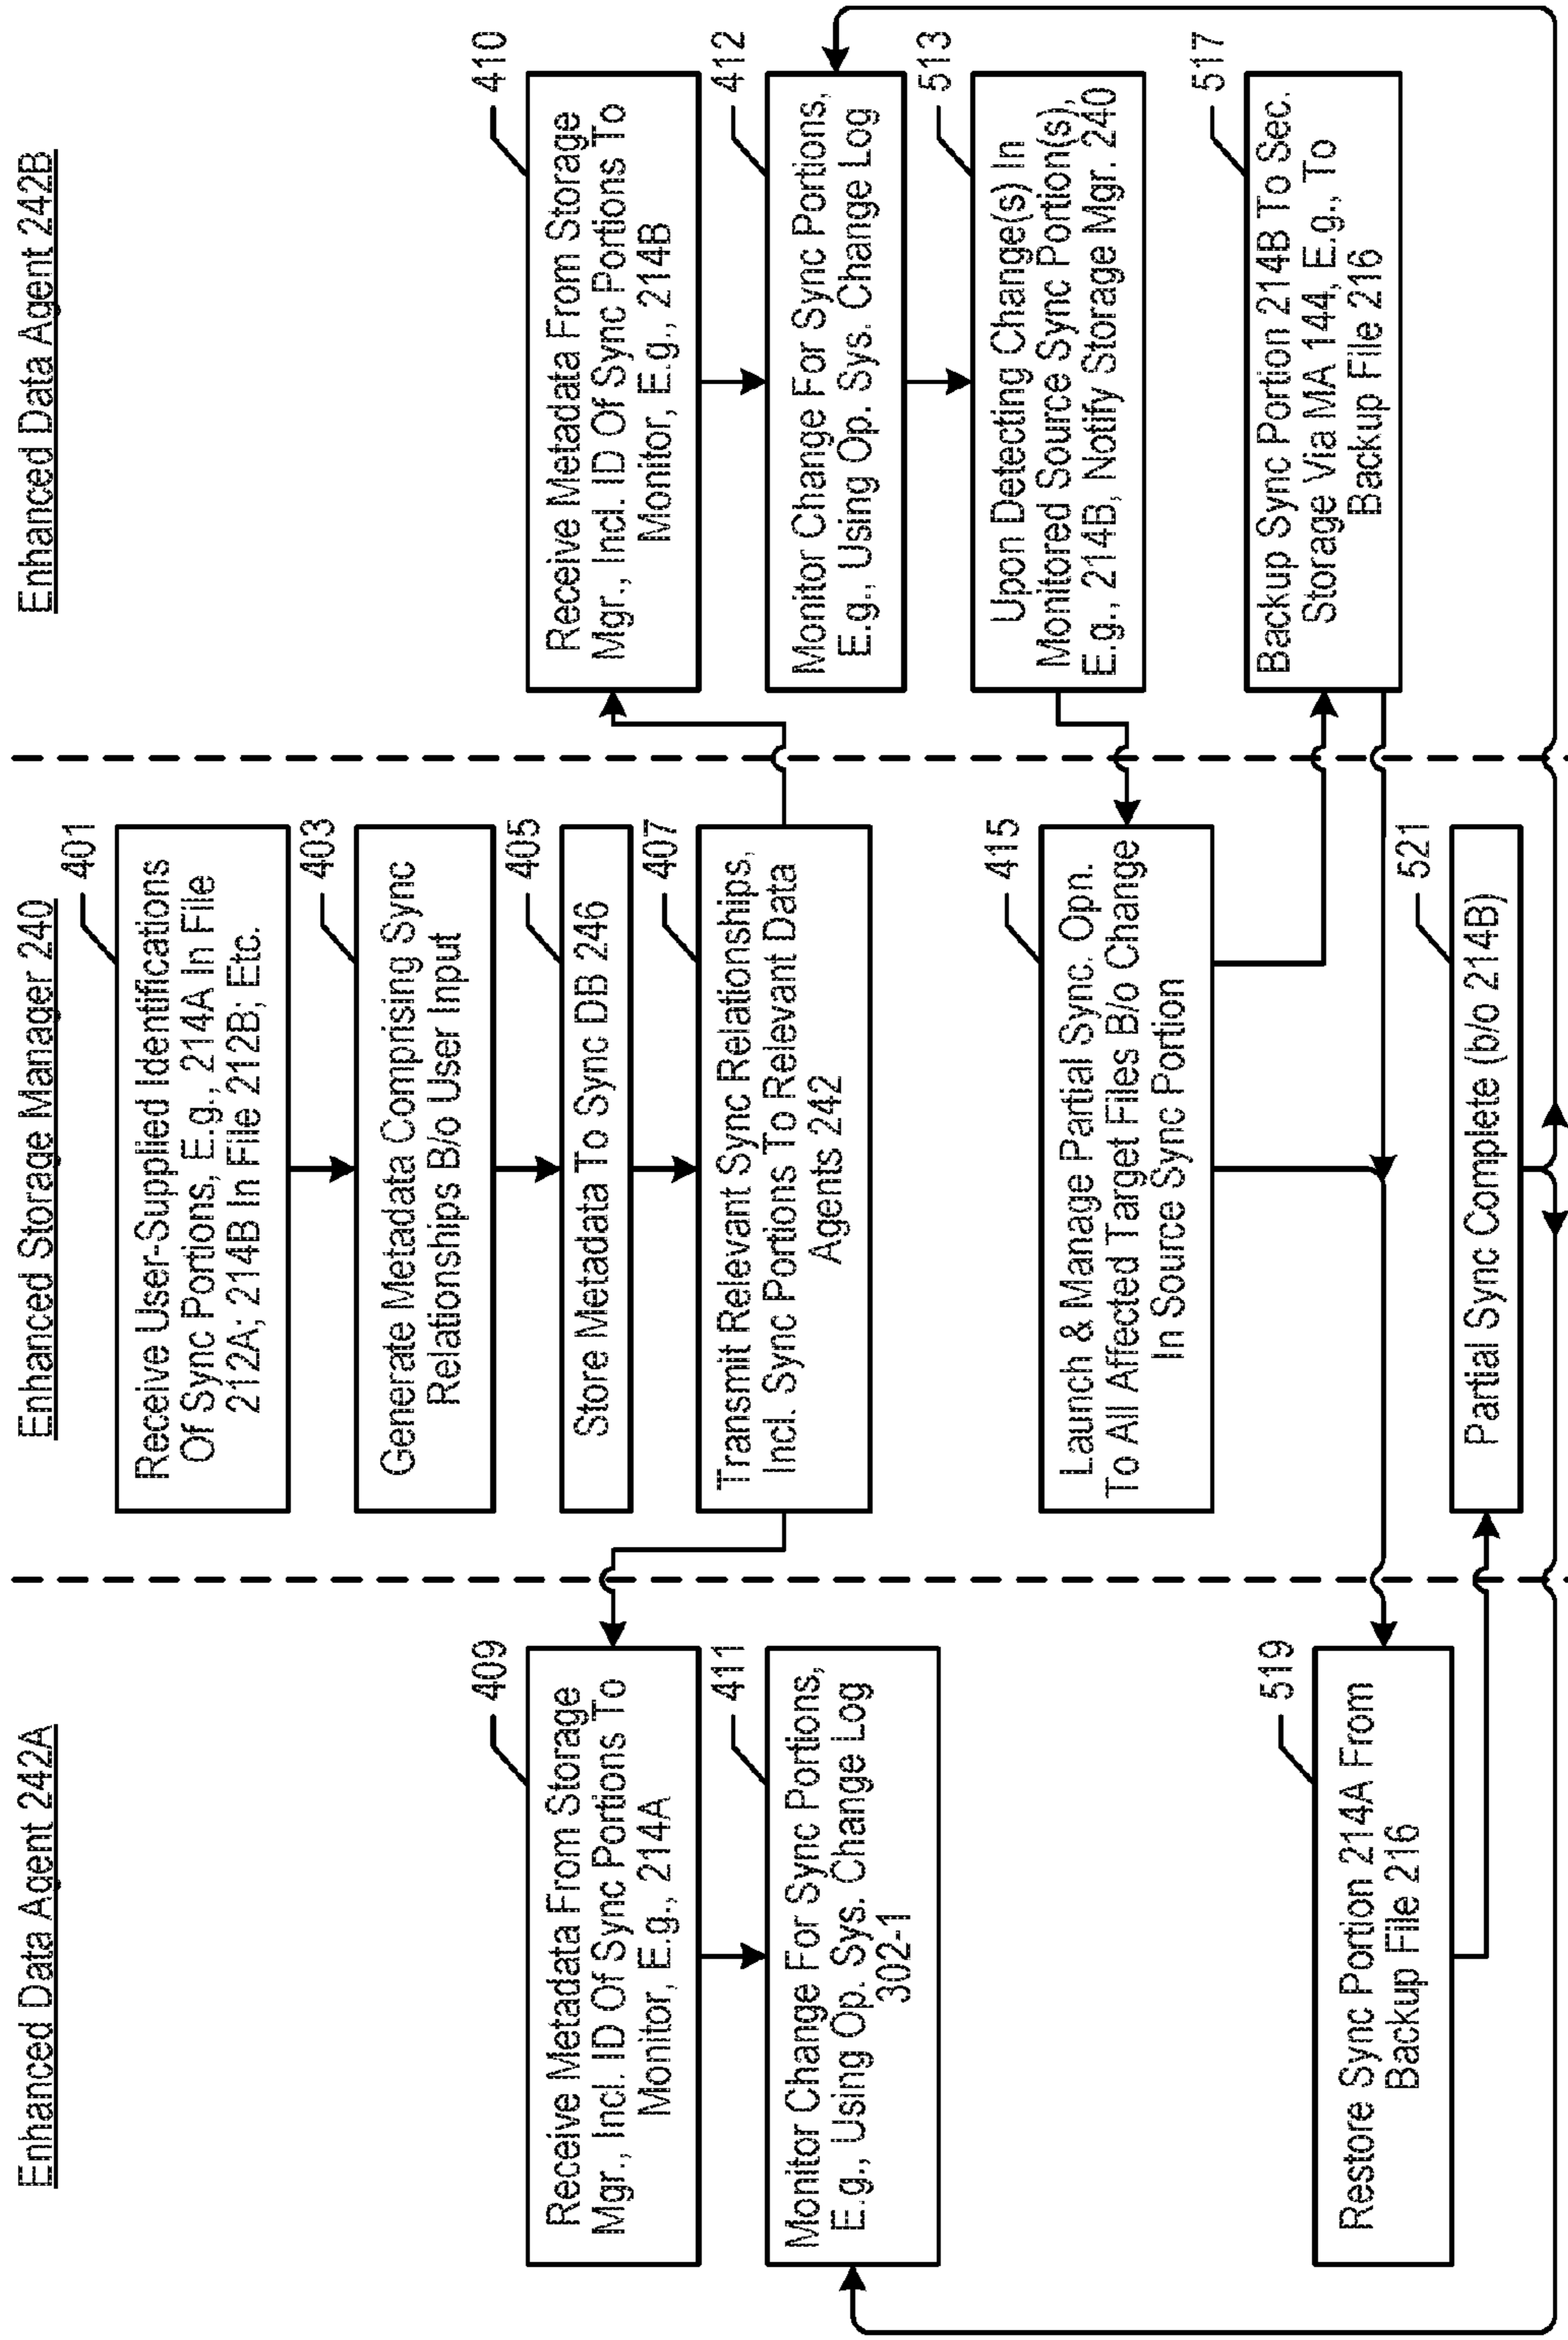 Enhanced Data Agent 242A
Enhanced Storage Manager 240
Enhanced Data Agent 242B
401
Receive User-Supplied Identifications
Of Sync Portions, E.g., 214A In File
212A; 214B In File 212B; Etc.
403
Generate Metadata Comprising Sync
Relationships B/o User Input
405
Store Metadata To Sync DB 246
407
Transmit Relevant Sync Relationships,
Incl. Sync Portions To Relevant Data
Agents 242
409
Receive Metadata From Storage
Mgr., Incl. ID Of Sync Portions To
Monitor, E.g., 214A
410
Receive Metadata From Storage
Mgr., Incl. ID Of Sync Portions To
Monitor, E.g., 214B
411
Monitor Change For Sync Portions,
E.g., Using Op. Sys. Change Log
302-1
412
Monitor Change For Sync Portions,
E.g., Using Op. Sys. Change Log
513
Upon Detecting Change(s) In
Monitored Source Sync Portion(s),
E.g., 214B, Notify Storage Mgr. 240
415
Launch & Manage Partial Sync. Opn.
To All Affected Target Files B/o Change
In Source Sync Portion
517
Backup Sync Portion 214B To Sec.
Storage Via MA 144, E.g., To
Backup File 216
519
Restore Sync Portion 214A From
Backup File 216
521
Partial Sync Complete (b/o 214B)